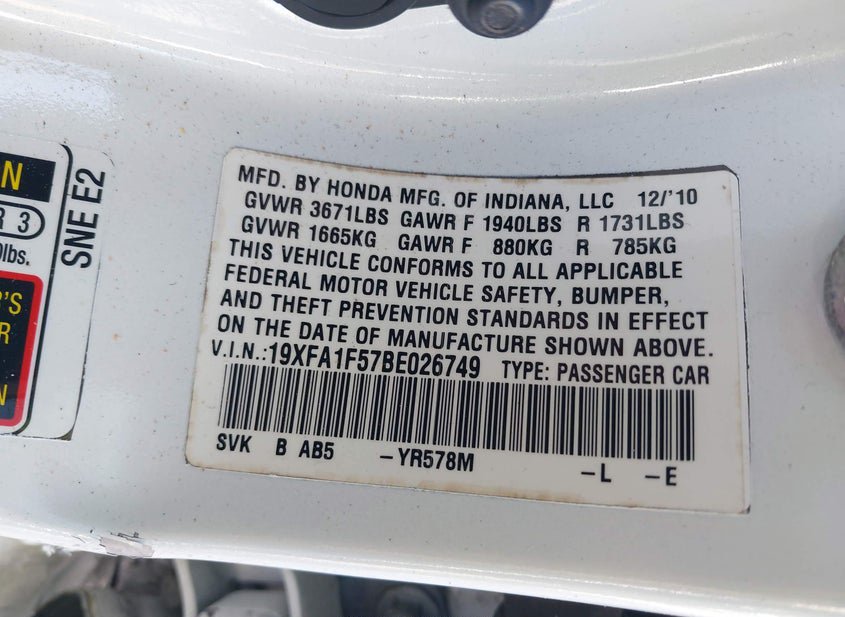 N
R 3
0lbs.
'S
R
N
SNE E2
MFD. BY HONDA MFG. OF INDIANA, LLC 12/'10
GVWR 3671LBS GAWR F 1940LBS R 1731LBS
GVWR 1665KG GAWR F 880KG R 785KG
THIS VEHICLE CONFORMS TO ALL APPLICABLE
FEDERAL MOTOR VEHICLE SAFETY, BUMPER,
AND THEFT PREVENTION STANDARDS IN EFFECT
ON THE DATE OF MANUFACTURE SHOWN ABOVE.
V.I.N.:19XFA1F57BE026749 TYPE: PASSENGER CAR
SVK B AB5 -YR578M -L -E